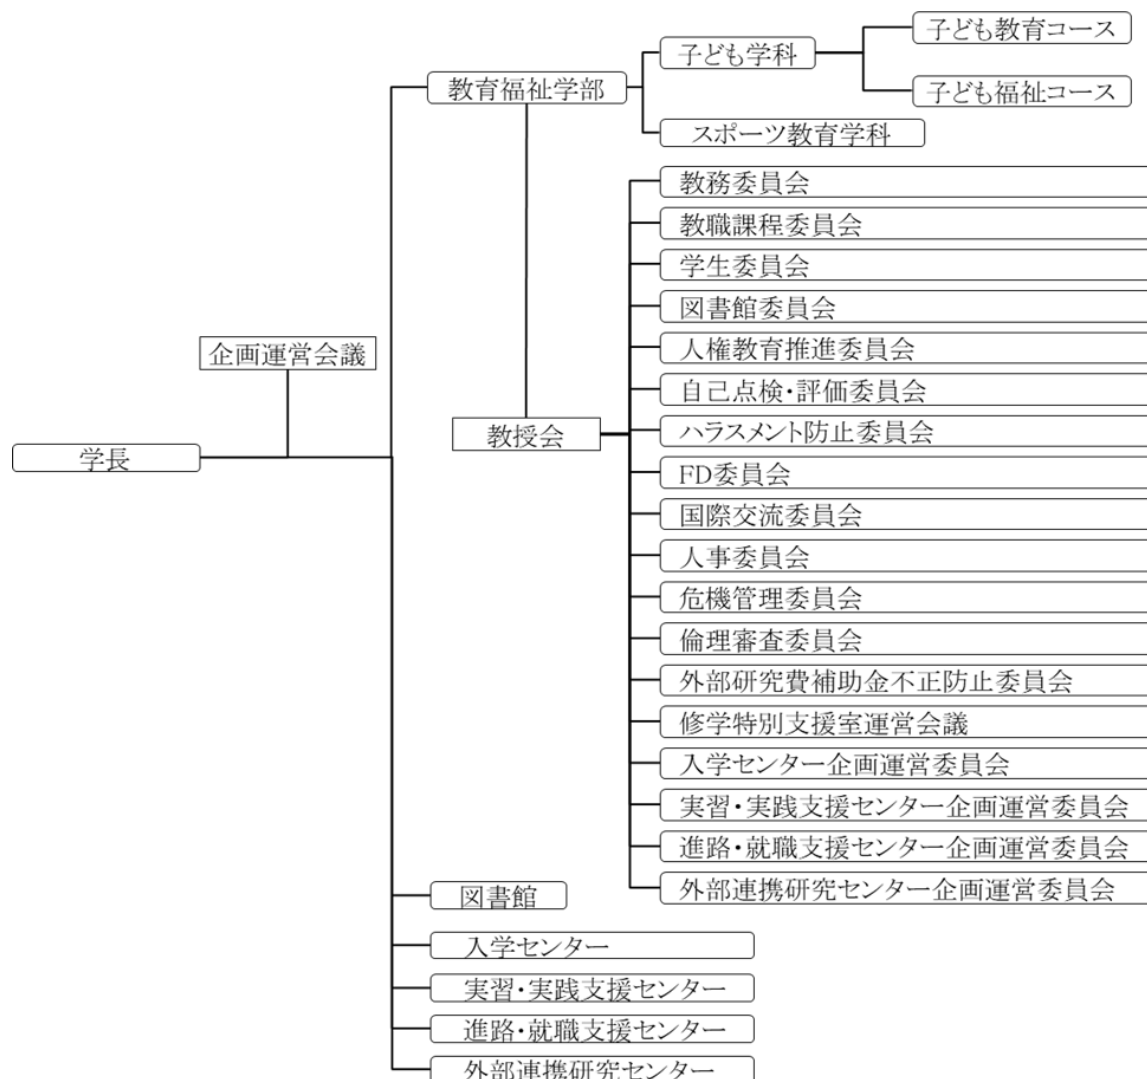 子ども教育コース
子ども学科
教育福祉学部
子ども福祉コース
スポーツ教育学科
教務委員会
教職課程委員会
学生委員会
図書館委員会
企画運営会議
人権教育推進委員会
自己点検・評価委員会
教授会
ハラスメント防止委員会
学長
FD委員会
国際交流委員会
人事委員会
危機管理委員会
倫理審査委員会
外部研究費補助金不正防止委員会
修学特別支援室運営会議
入学センター企画運営委員会
実習・実践支援センター企画運営委員会
進路・就職支援センター企画運営委員会
外部連携研究センター企画運営委員会
図書館
入学センター
実習・実践支援センター
進路・就職支援センター
外部連携研究センター